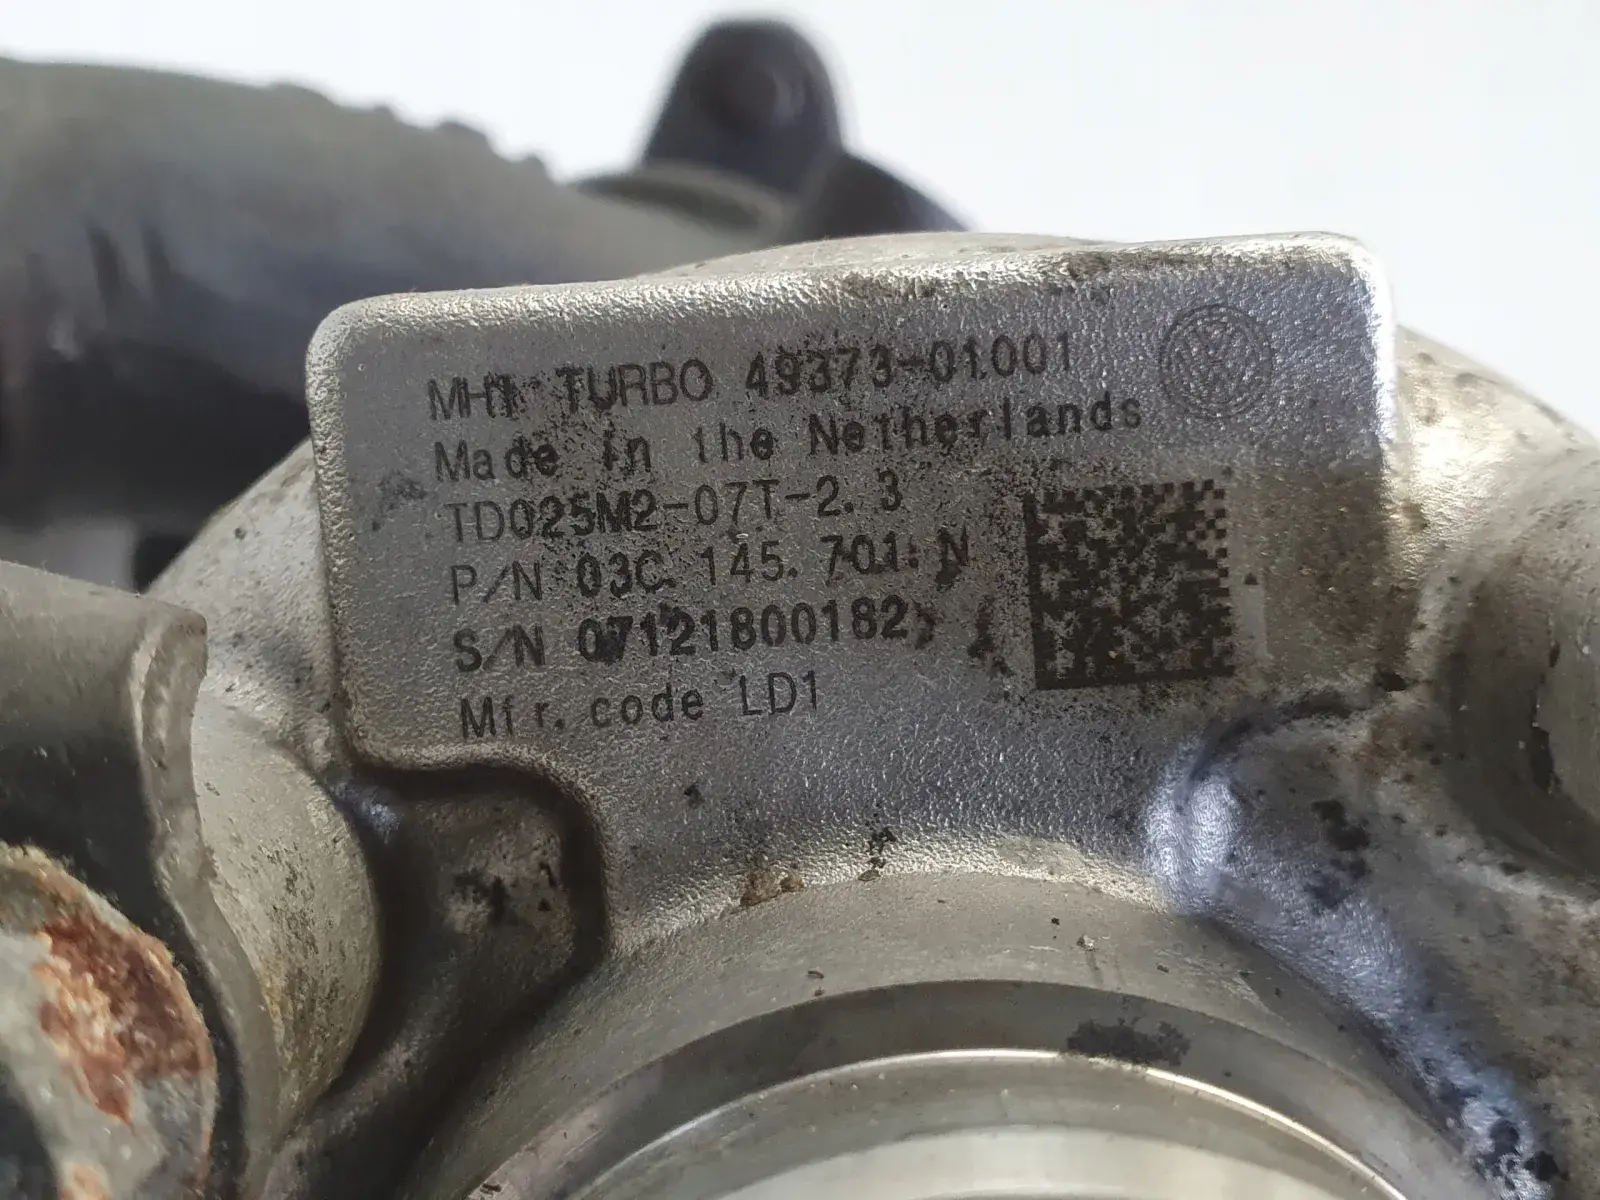 MHI TURBO 49373-01001
Made in the Netherlands
TD025M2-07T-2.3
P/N 03C.145.701.N
S/N 07121800182
Mfr. code LD1